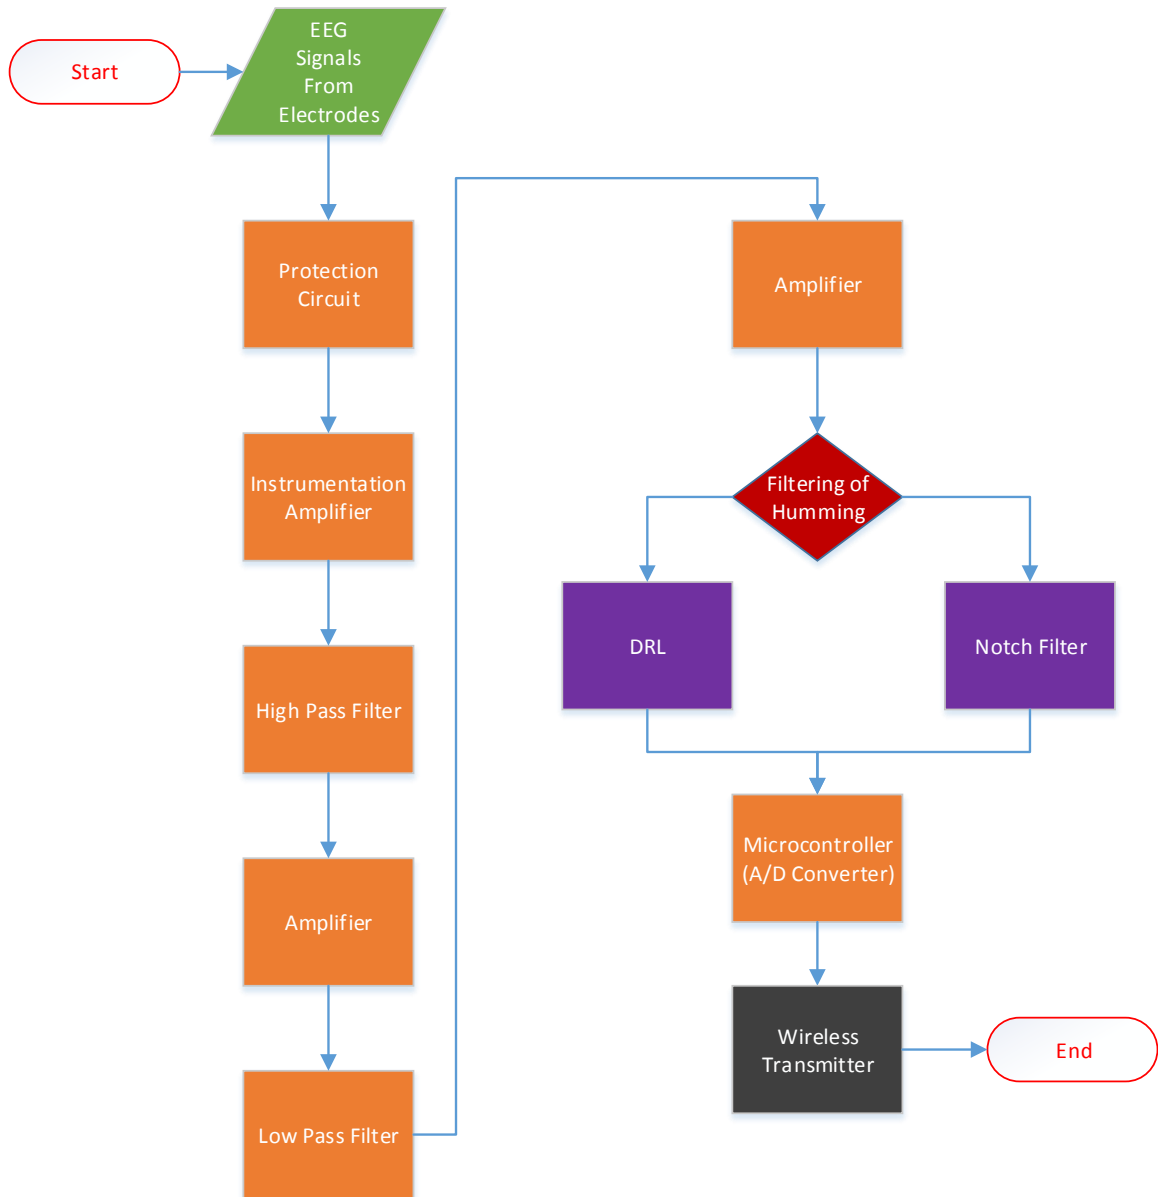 Start
EEG
Signals
From
Electrodes
Protection
Circuit
Instrumentation
Amplifier
High Pass Filter
Amplifier
Low Pass Filter
Amplifier
Filtering of
Humming
DRL
Notch Filter
Microcontroller
(A/D Converter)
Wireless
Transmitter
End